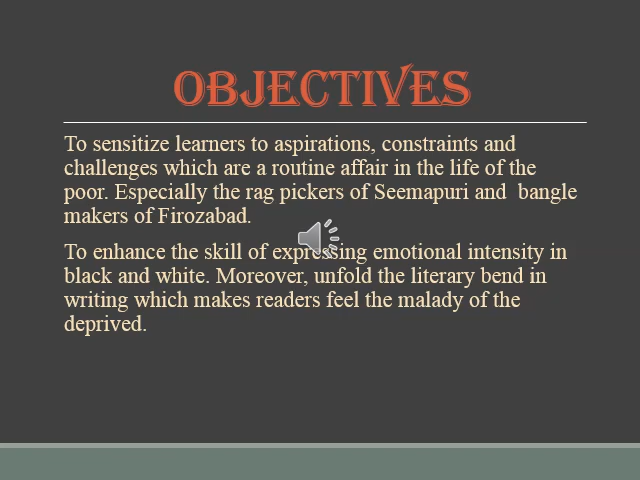 OBJECTIVES
To sensitize learners to aspirations, constraints and
challenges which are a routine affair in the life of the
poor. Especially the rag pickers of Seemapuri and  bangle
makers of Firozabad.
To enhance the skill of expressing emotional intensity in
black and white. Moreover, unfold the literary bend in
writing which makes readers feel the malady of the
deprived.